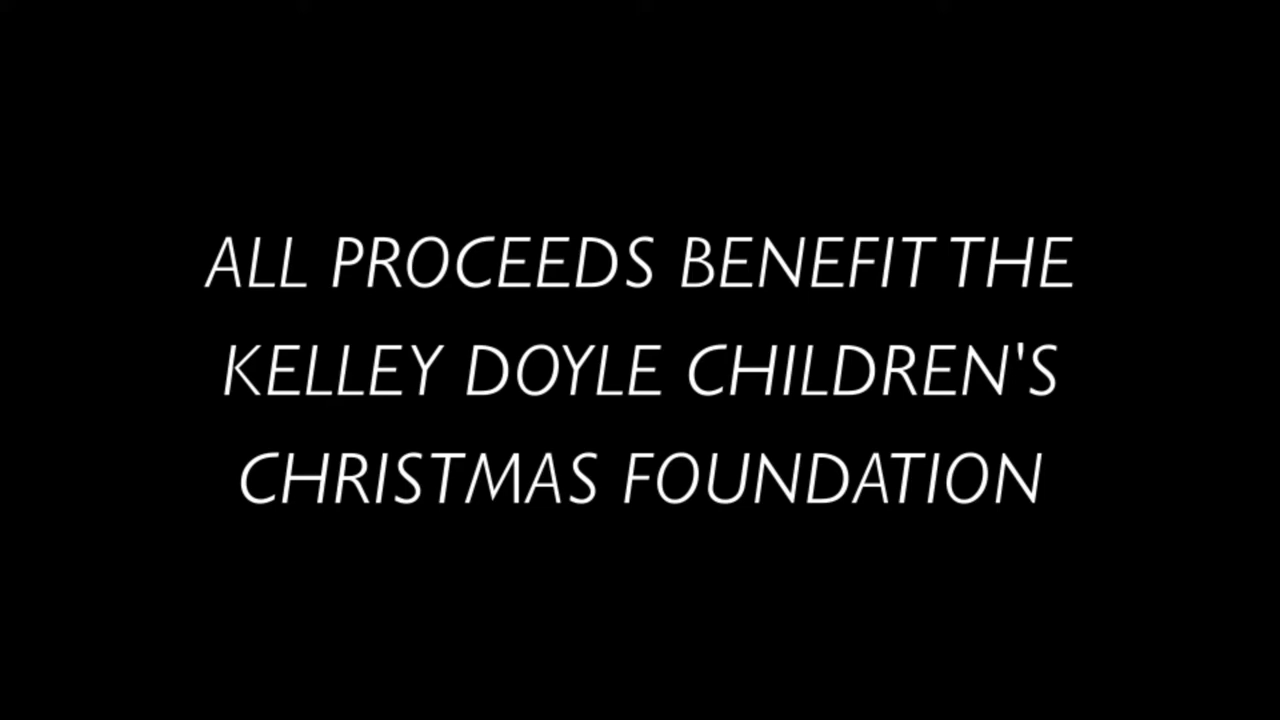 ALL PROCEEDS BENEFIT THE
KELLEY DOYLE CHILDREN'S
CHRISTMAS FOUNDATION